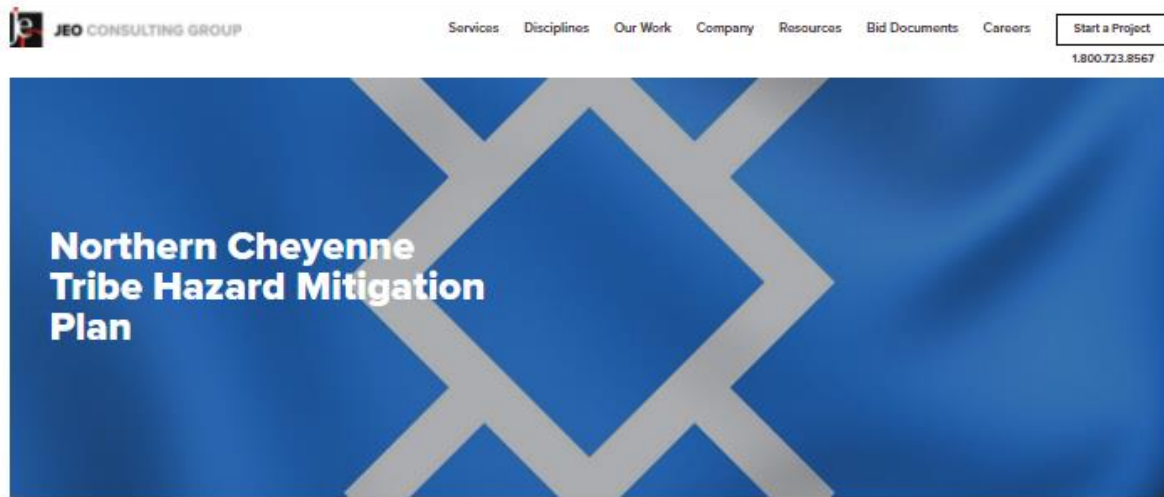 je
JEO CONSULTING GROUP
Services Disciplines Our Work Company Resources Bid Documents Careers Start a Project
1.800.723.8567
Northern Cheyenne
Tribe Hazard Mitigation
Plan